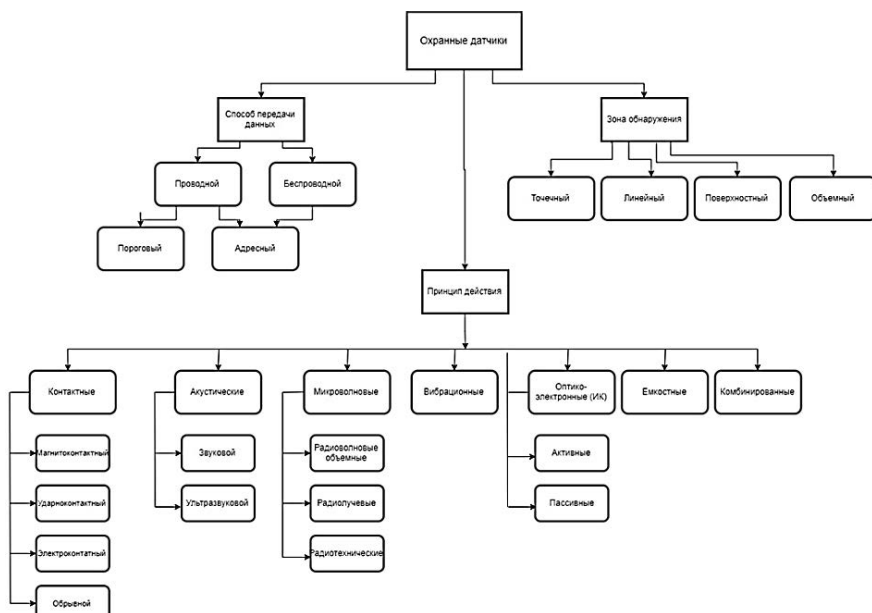 Охранные датчики
Способ передачи
данных
Зона обнаружения
Проводной
Беспроводной
Точечный
Линейный
Поверхностный
Объемный
Пороговый
Адресный
Принцип действия
Контактные
Акустические
Микроволновые
Вибрационные
Оптико-
электронные (ИК)
Емкостные
Комбинированные
Магнитоконтактный
Звуковой
Радиоволновые
объемные
Активные
Ударноконтактный
Ультразвуковой
Радиолучевые
Пассивные
Электроконтатный
Радиотехнические
Обрывной